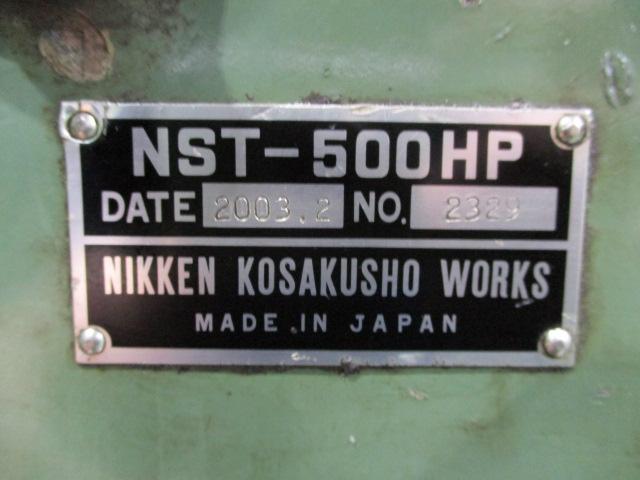 NST-500HP
DATE 2003.2 NO. 2329
NIKKEN KOSAKUSHO WORKS
MADE IN JAPAN